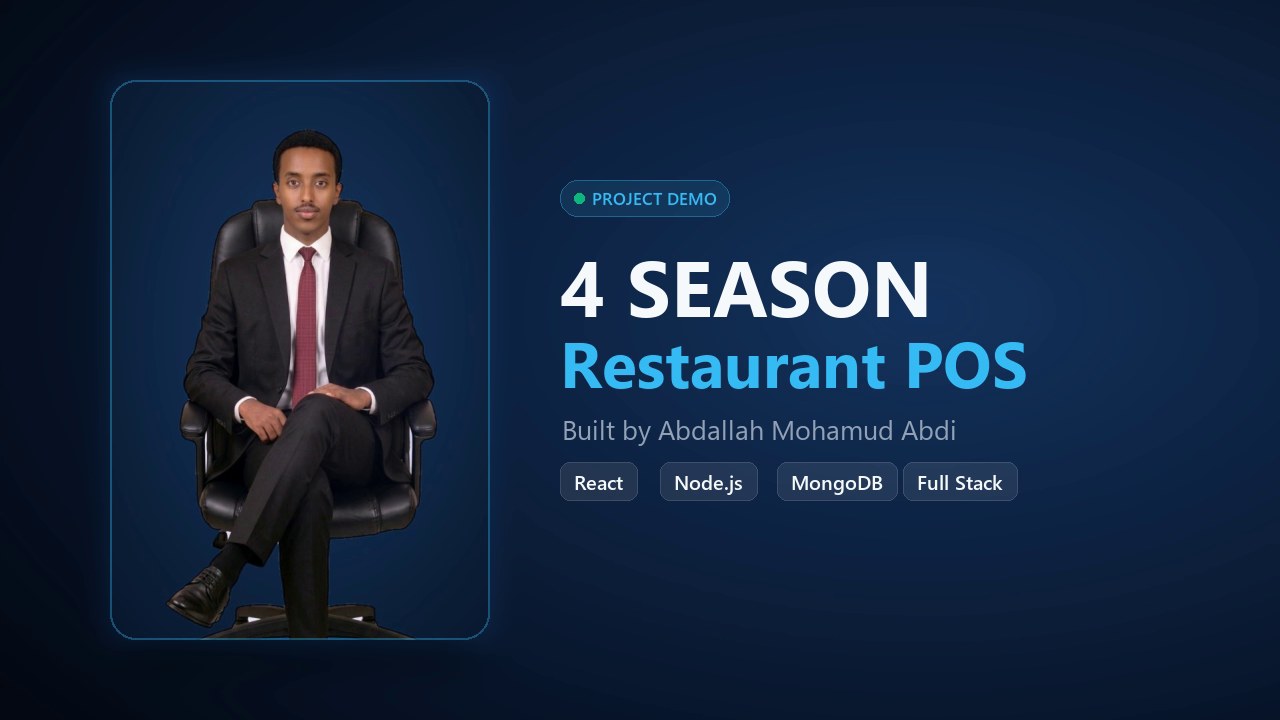 PROJECT DEMO
4 SEASON
Restaurant POS
Built by Abdallah Mohamud Abdi
React Node.js MongoDB Full Stack